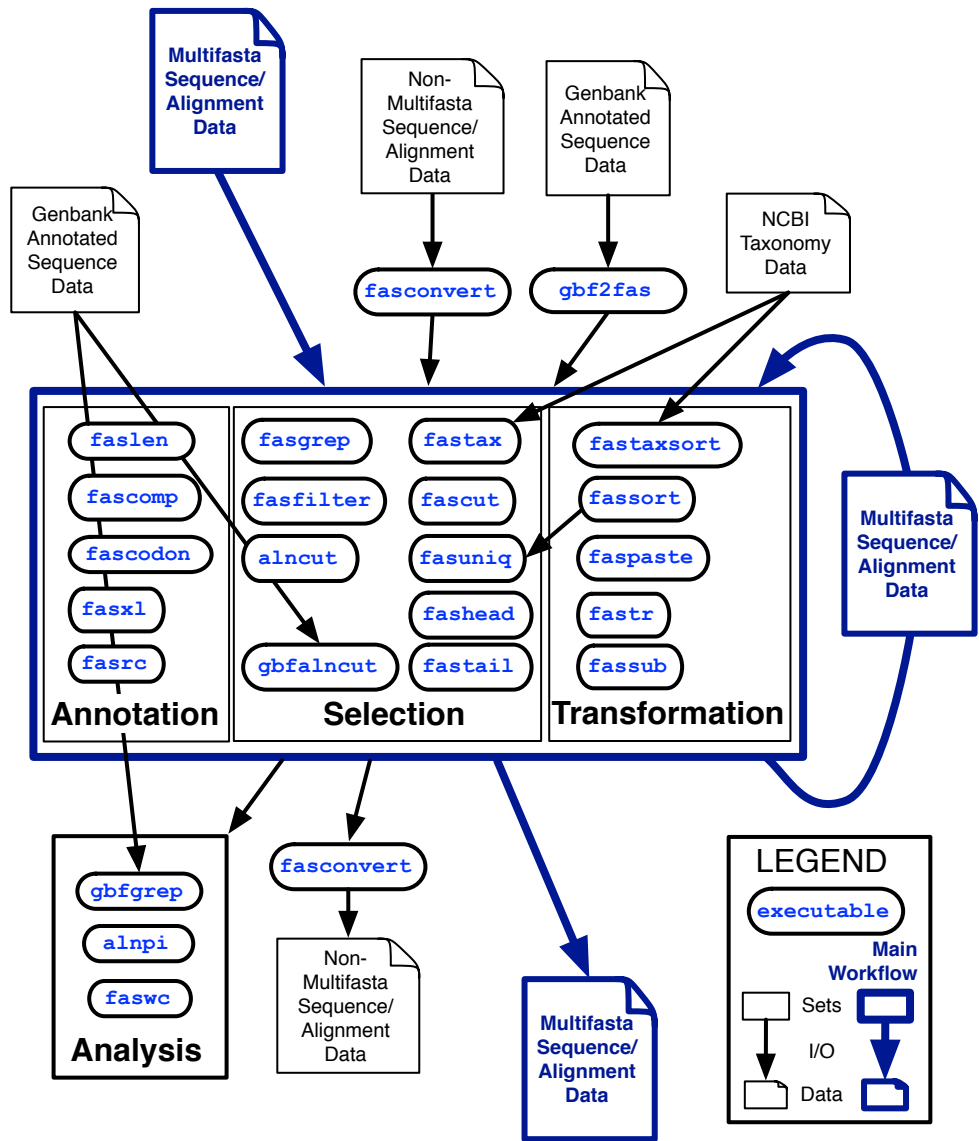 Multifasta
Sequence/
Alignment
Data
Non-
Multifasta
Sequence/
Alignment
Data
Genbank
Annotated
Sequence
Data
Genbank
Annotated
Sequence
Data
NCBI
Taxonomy
Data
fasconvert
gbf2fas
faslen
fascomp
fascodon
fasxl
fasrc
Annotation
fasgrep
fasfilter
alncut
gbfalncut
fastax
fascut
fasuniq
fashead
fastail
Selection
fastaxsort
fassort
faspaste
fastr
fassub
Transformation
Multifasta
Sequence/
Alignment
Data
gbfgrep
alnpi
faswc
Analysis
fasconvert
Non-
Multifasta
Sequence/
Alignment
Data
Multifasta
Sequence/
Alignment
Data
LEGEND
executable
Main
Workflow
Sets
I/O
Data